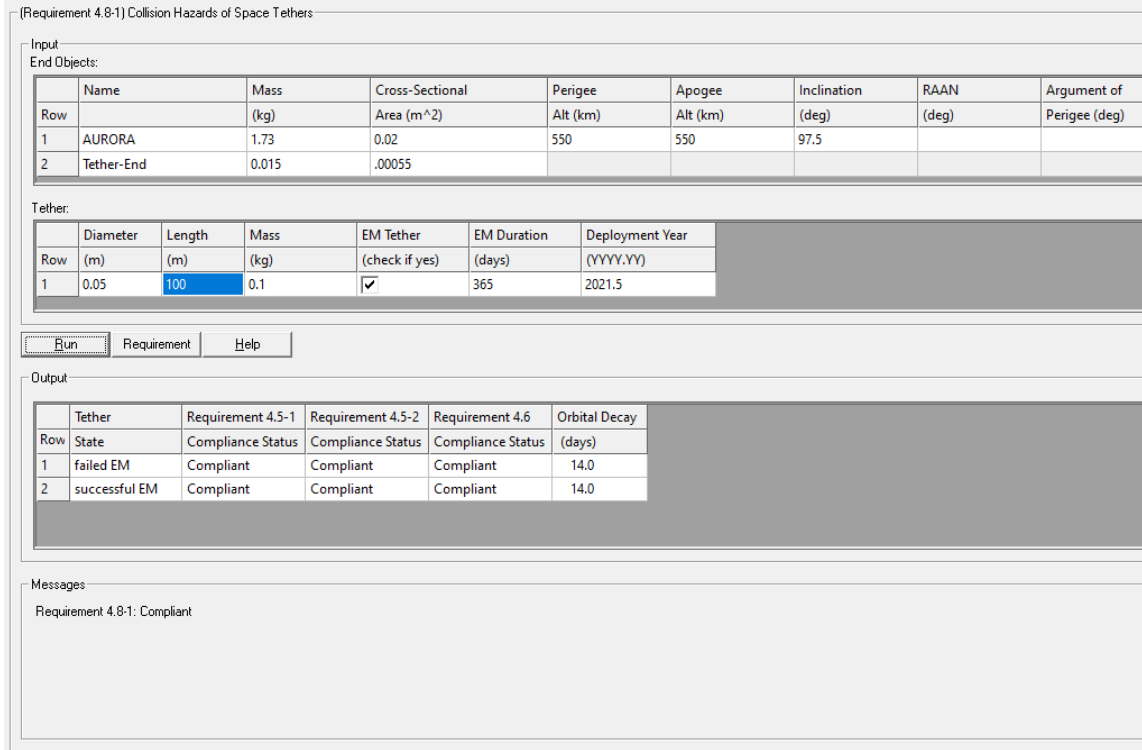 (Requirement 4.8-1) Collision Hazards of Space Tethers
Input
End Objects:
Name Mass Cross-Sectional Perigee Apogee Inclination RAAN Argument of
Row (kg) Area (m^2) Alt (km) Alt (km) (deg) (deg) Perigee (deg)
1 AURORA 1.73 0.02 550 550 97.5
2 Tether-End 0.015 .00055
Tether:
Diameter Length Mass EM Tether EM Duration Deployment Year
Row (m) (m) (kg) (check if yes) (days) (YYYY.YY)
1 0.05 100 0.1 365 2021.5
Run Requirement Help
Output
Tether Requirement 4.5-1 Requirement 4.5-2 Requirement 4.6 Orbital Decay
Row State Compliance Status Compliance Status Compliance Status (days)
1 failed EM Compliant Compliant Compliant 14.0
2 successful EM Compliant Compliant Compliant 14.0
Messages
Requirement 4.8-1: Compliant